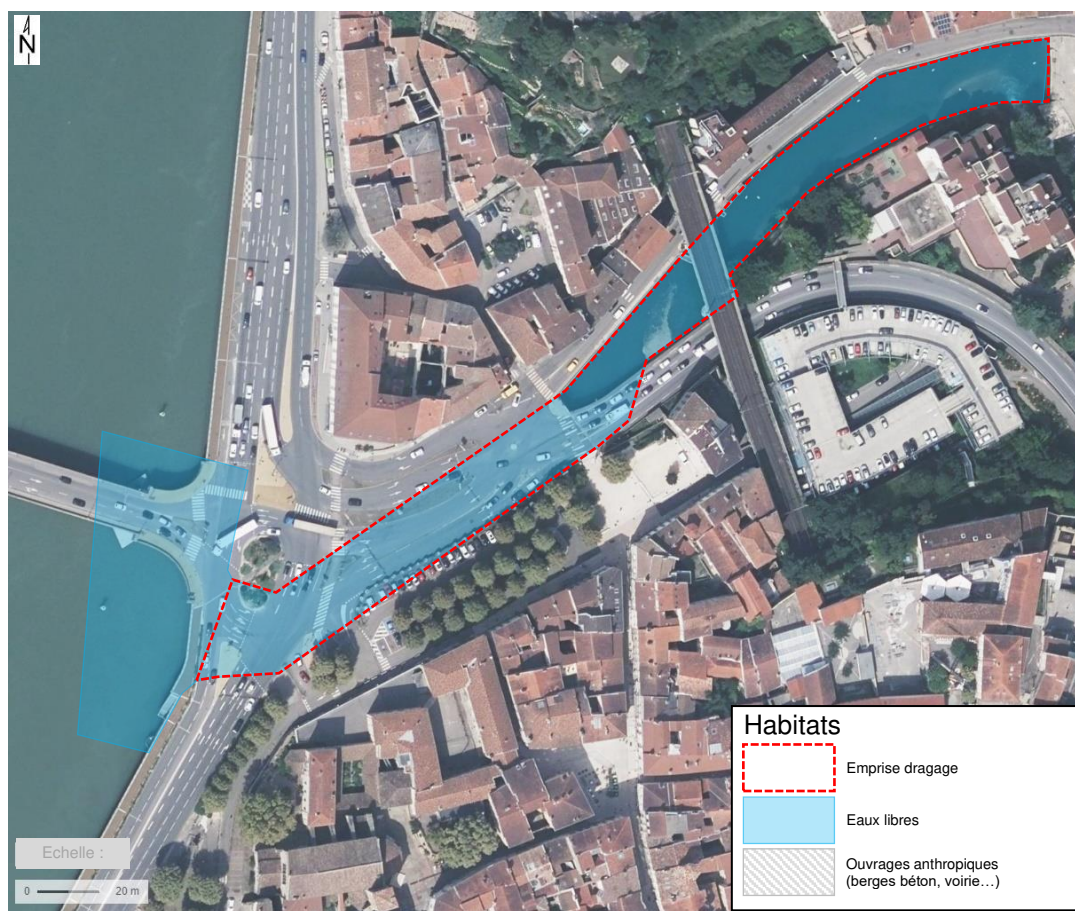 N
Habitats
Emprise dragage
Eaux libres
Ouvrages anthropiques
(berges béton, voirie…)
Echelle :
0 20 m